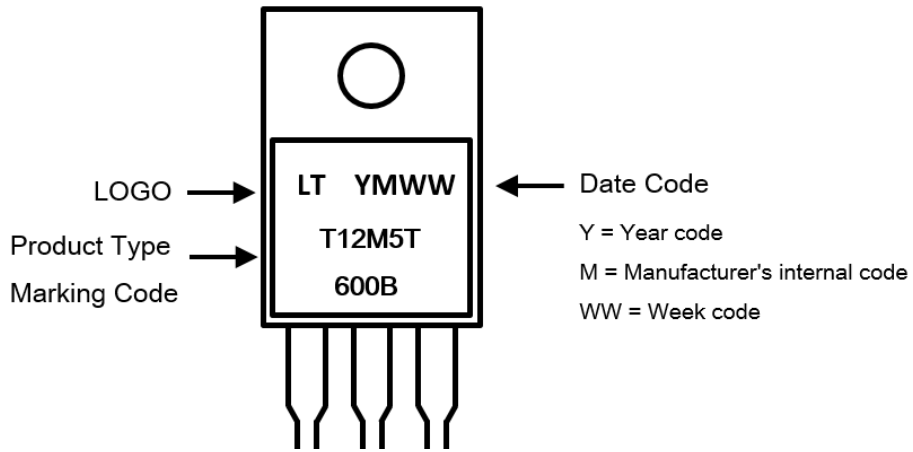 LOGO
LT YMWW
Date Code
Product Type
Marking Code
T12M5T
600B
Y = Year code
M = Manufacturer's internal code
WW = Week code